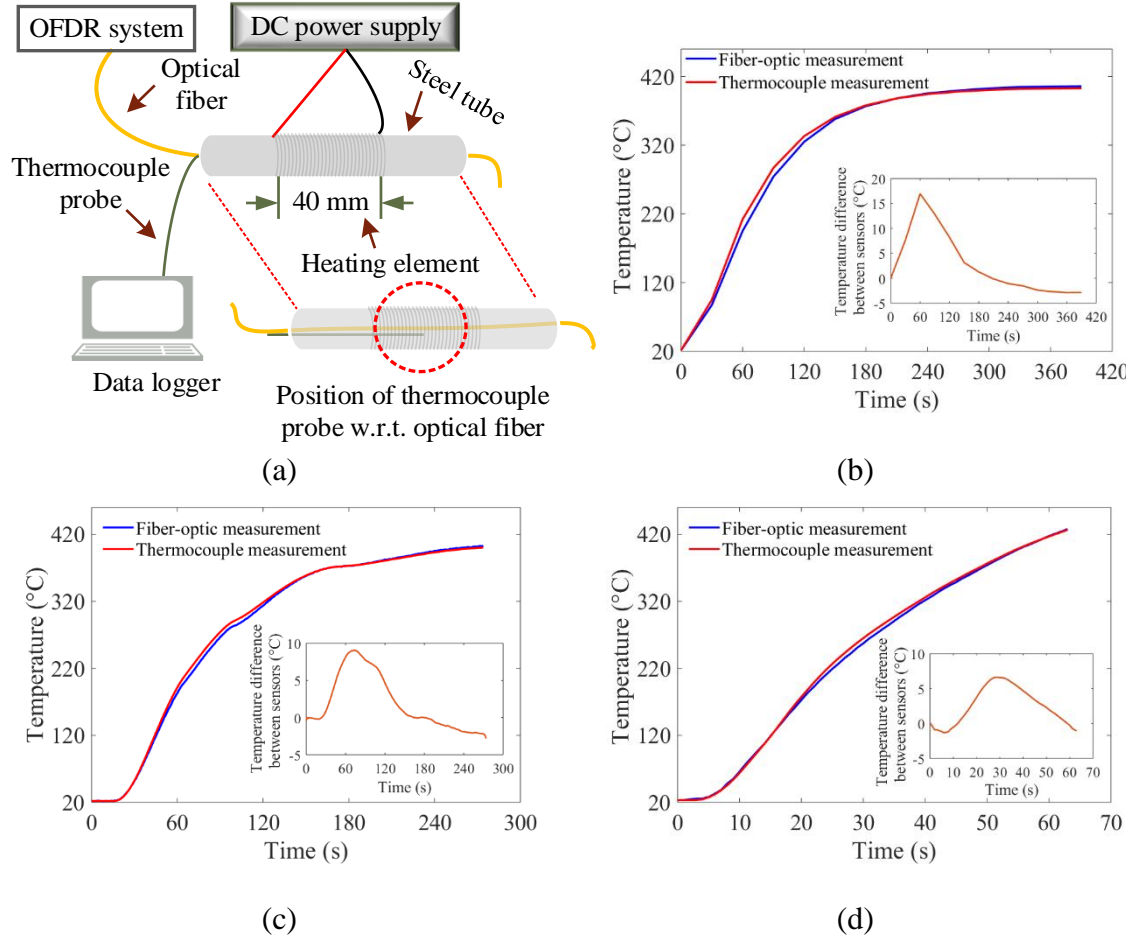 OFDR system
DC power supply
Optical
fiber
Steel tube
Thermocouple
probe
40 mm
Heating element
Data logger
Position of thermocouple
probe w.r.t. optical fiber
(a)
Fiber-optic measurement
Thermocouple measurement
Temperature (°C)
420
320
220
120
20
0 60 120 180 240 300 360 420
Time (s)
Temperature difference
between sensors (°C)
20
15
10
5
0
-5
0 60 120 180 240 300 360 420
Time (s)
(b)
Fiber-optic measurement
Thermocouple measurement
Temperature (°C)
420
320
220
120
20
0 60 120 180 240 300
Time (s)
Temperature difference
between sensors (°C)
10
5
0
-5
0 60 120 180 240 300
Time (s)
(c)
Fiber-optic measurement
Thermocouple measurement
Temperature (°C)
420
320
220
120
20
0 10 20 30 40 50 60 70
Time (s)
Temperature difference
between sensors (°C)
10
5
0
-5
0 10 20 30 40 50 60 70
Time (s)
(d)